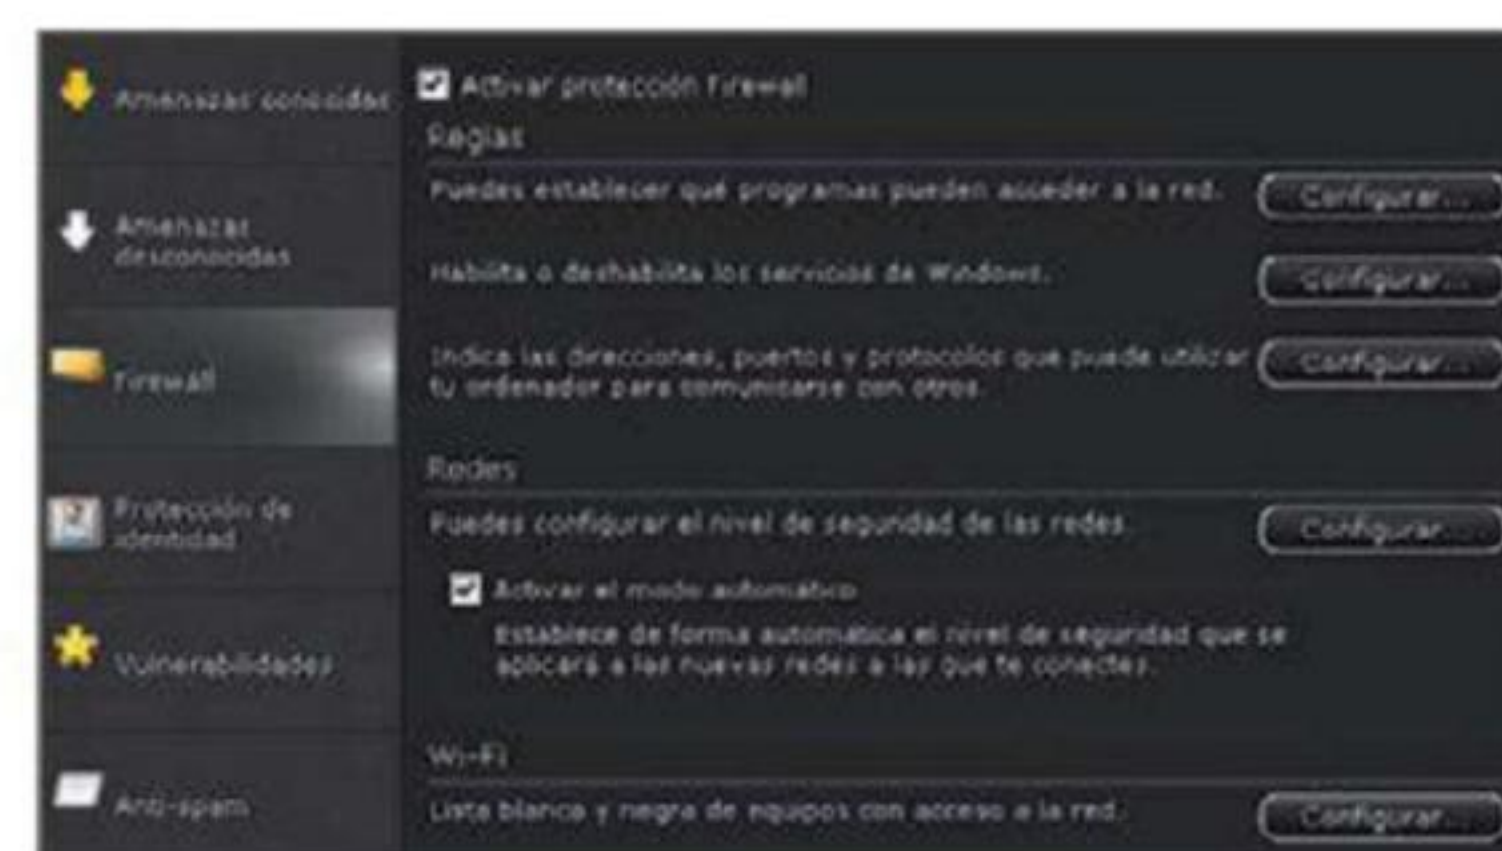 Amenazas conocidas
Amenazas
desconocidas
Firewall
Protección de
identidad
Vulnerabilidades
Anti-spam
Activar protección firewall
Reglas
Puedes establecer qué programas pueden acceder a la red.
Configurar...
Habilita o deshabilita los servicios de Windows.
Configurar...
Indica las direcciones, puertos y protocolos que puede utilizar
tu ordenador para comunicarse con otros.
Configurar...
Redes
Puedes configurar el nivel de seguridad de las redes
Configurar...
Activar el modo automático
Establece de forma automática el nivel de seguridad que se
aplicará a las nuevas redes a las que te conectes.
Wi-Fi
Lista blanca y negra de equipos con acceso a la red.
Configurar...